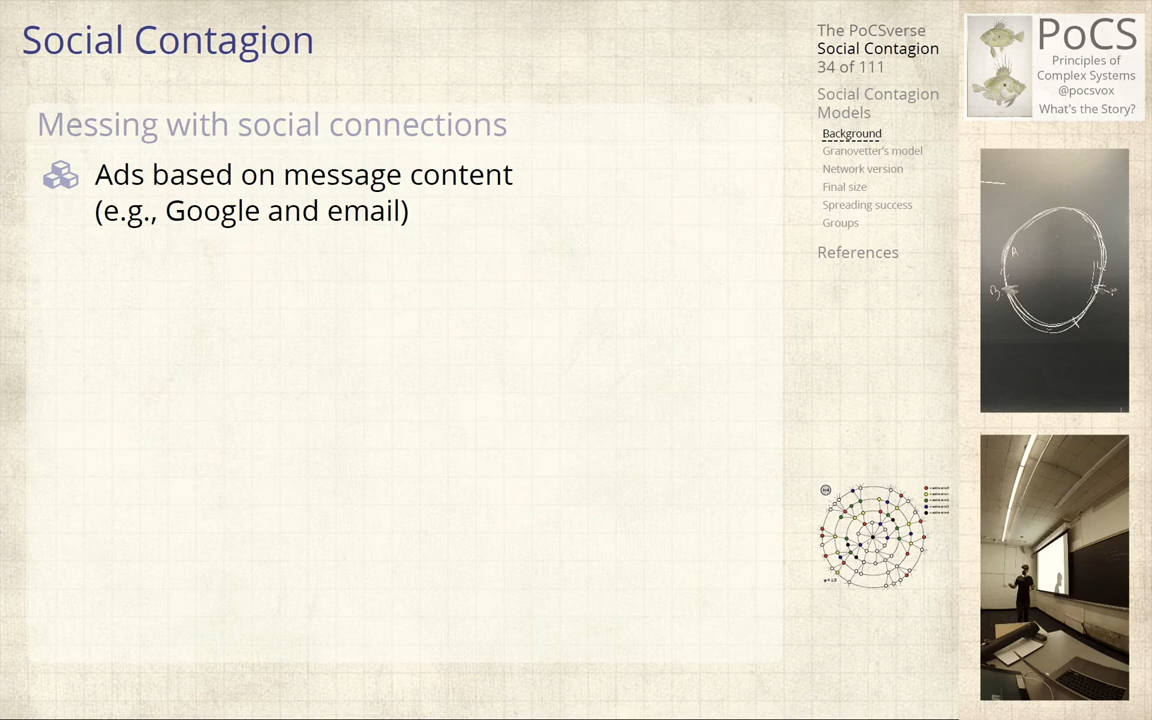 Social Contagion
Messing with social connections
Ads based on message content
(e.g., Google and email)
The PoCSverse
Social Contagion
34 of 111
Social Contagion
Models
Background
Granovetter's model
Network version
Final size
Spreading success
Groups
References
PoCS
Principles of
Complex Systems
@pocsvox
What's the Story?
A
B